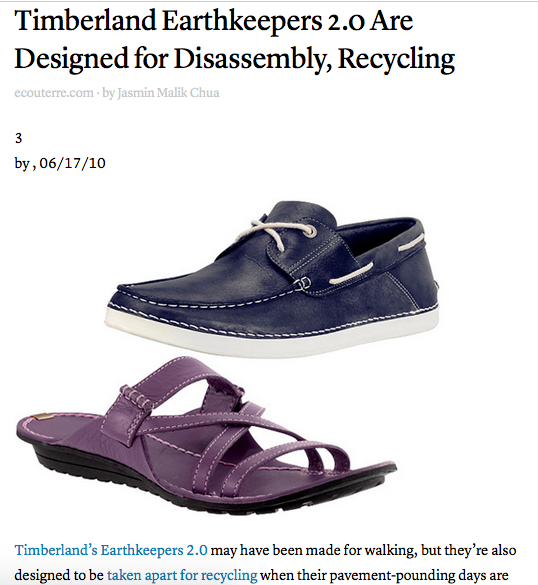 Timberland Earthkeepers 2.0 Are
Designed for Disassembly, Recycling
ecouterre.com · by Jasmin Malik Chua
3
by , 06/17/10
Timberland’s Earthkeepers 2.0 may have been made for walking, but they’re also
designed to be taken apart for recycling when their pavement-pounding days are